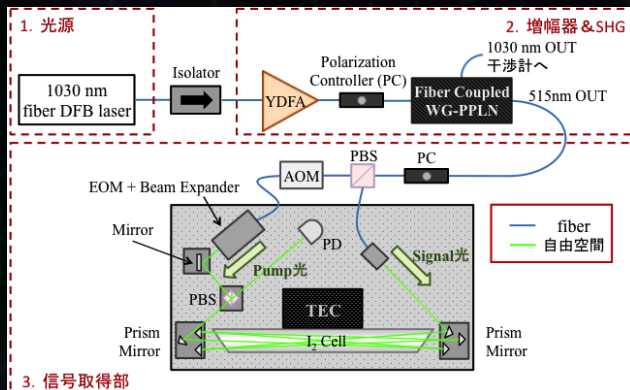 1. 光源
2. 増幅器&SHG
1030 nm
fiber DFB laser
Isolator
YDFA
Polarization
Controller (PC)
Fiber Coupled
WG-PPLN
1030 nm OUT
干渉計へ
515nm OUT
PBS
PC
AOM
EOM + Beam Expander
Mirror
PD
Pump光
Signal光
PBS
TEC
I₂ Cell
Prism
Mirror
Prism
Mirror
fiber
自由空間
3. 信号取得部